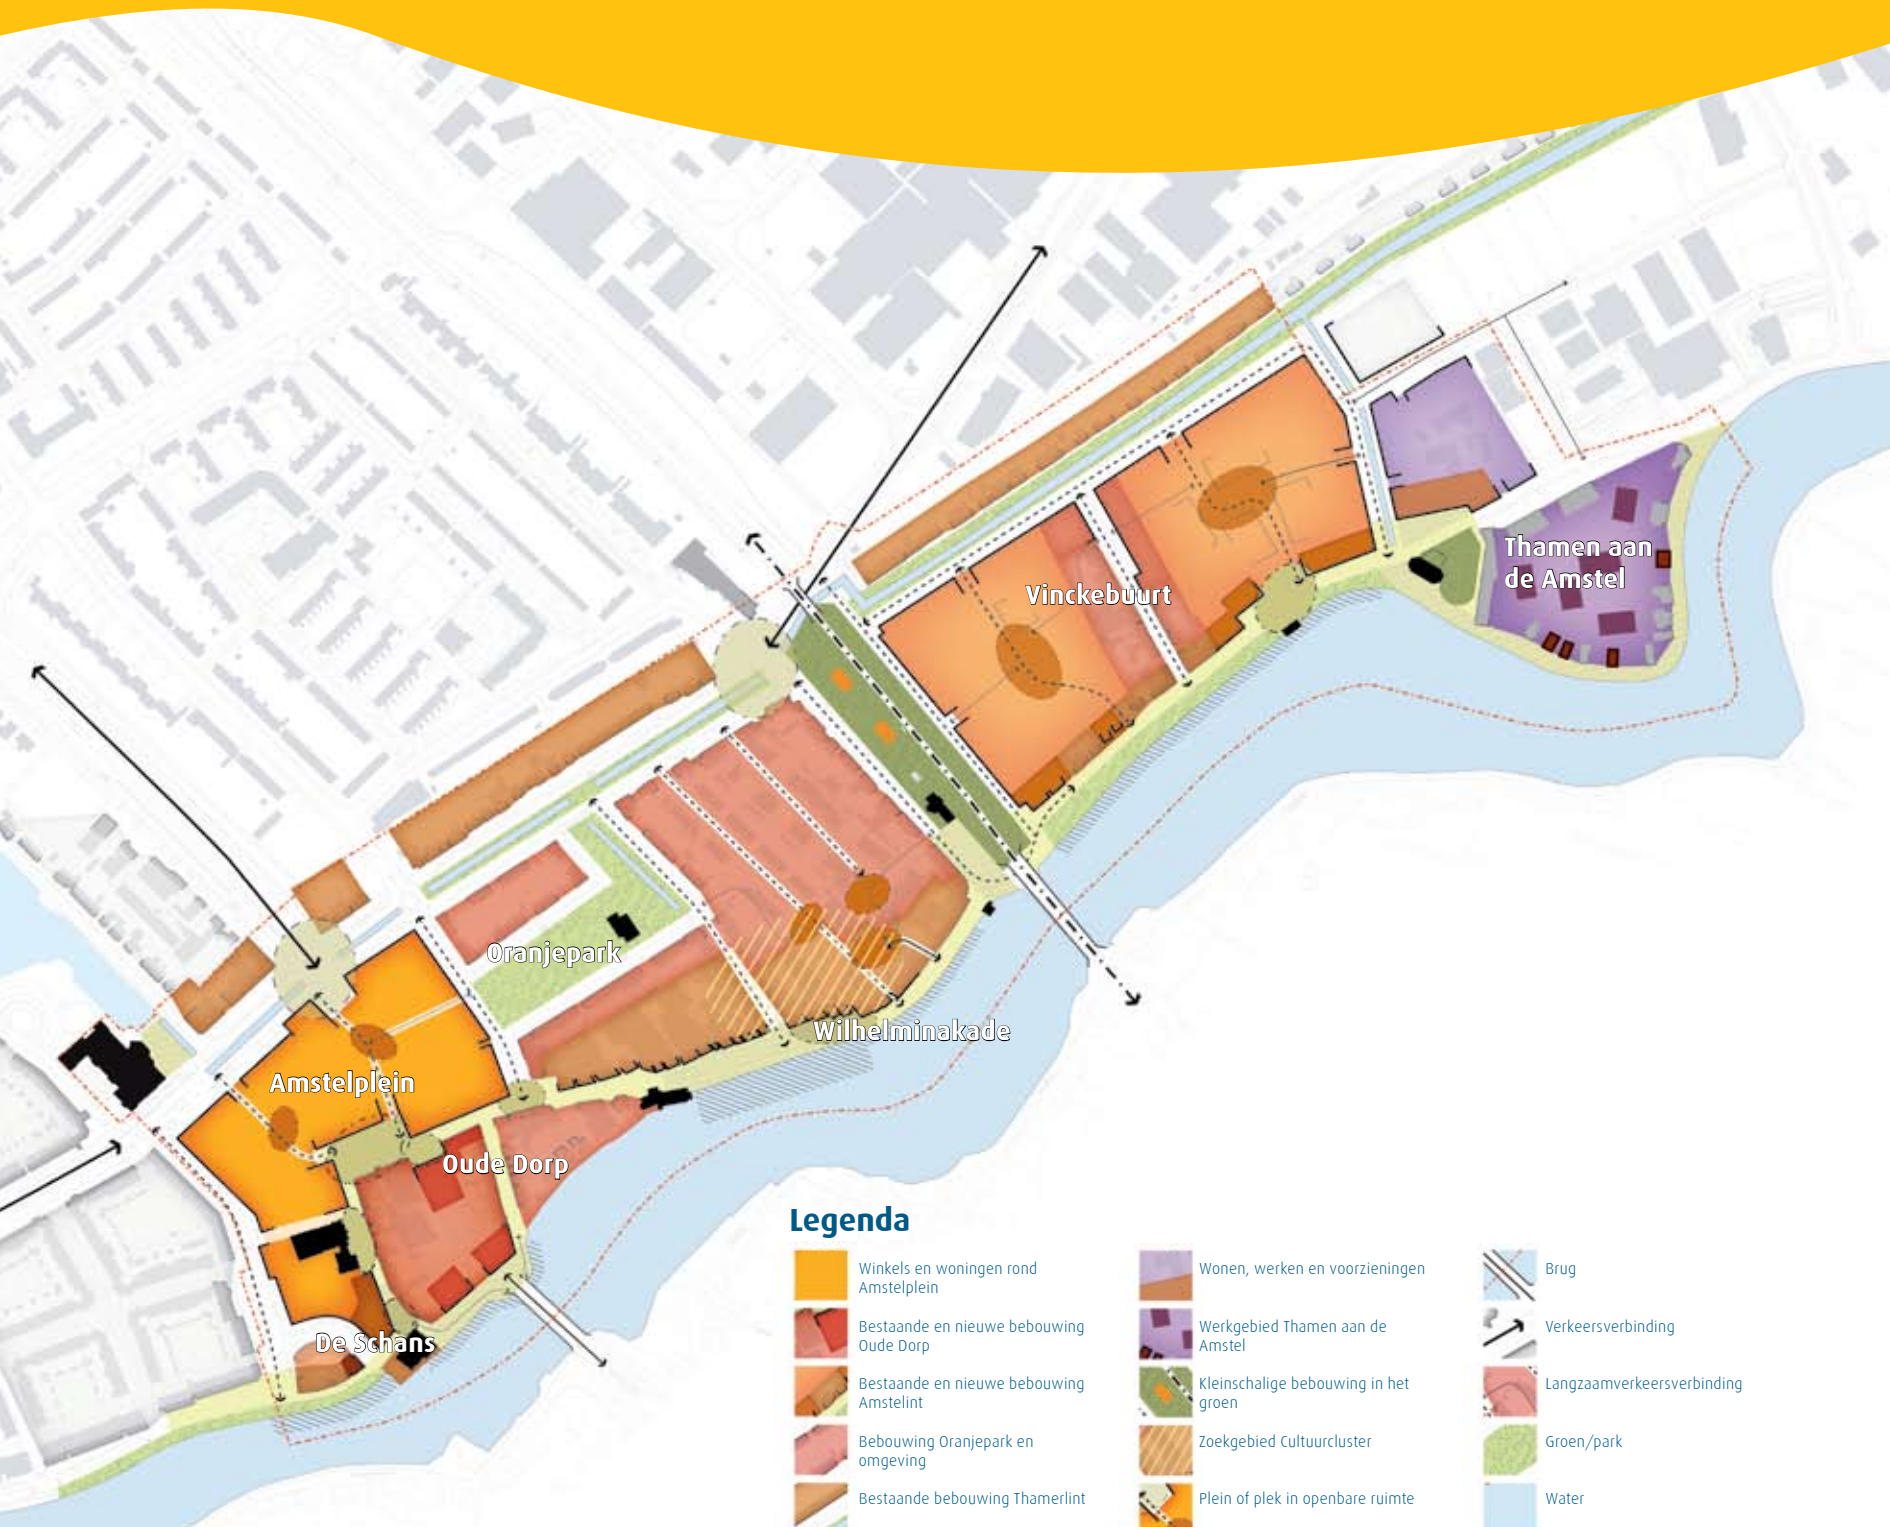 Thamen aan
de Amstel
Vinckebuurt
Oranjepark
Wilhelminakade
Amstelplein
Oude Dorp
De Schans
Legenda
Winkels en woningen rond
Amstelplein
Bestaande en nieuwe bebouwing
Oude Dorp
Bestaande en nieuwe bebouwing
Amstelint
Bebouwing Oranjepark en
omgeving
Bestaande bebouwing Thamerlint
Wonen, werken en voorzieningen
Werkgebied Thamen aan de
Amstel
Kleinschalige bebouwing in het
groen
Zoekgebied Cultuurcluster
Plein of plek in openbare ruimte
Brug
Verkeersverbinding
Langzaamverkeersverbinding
Groen/park
Water